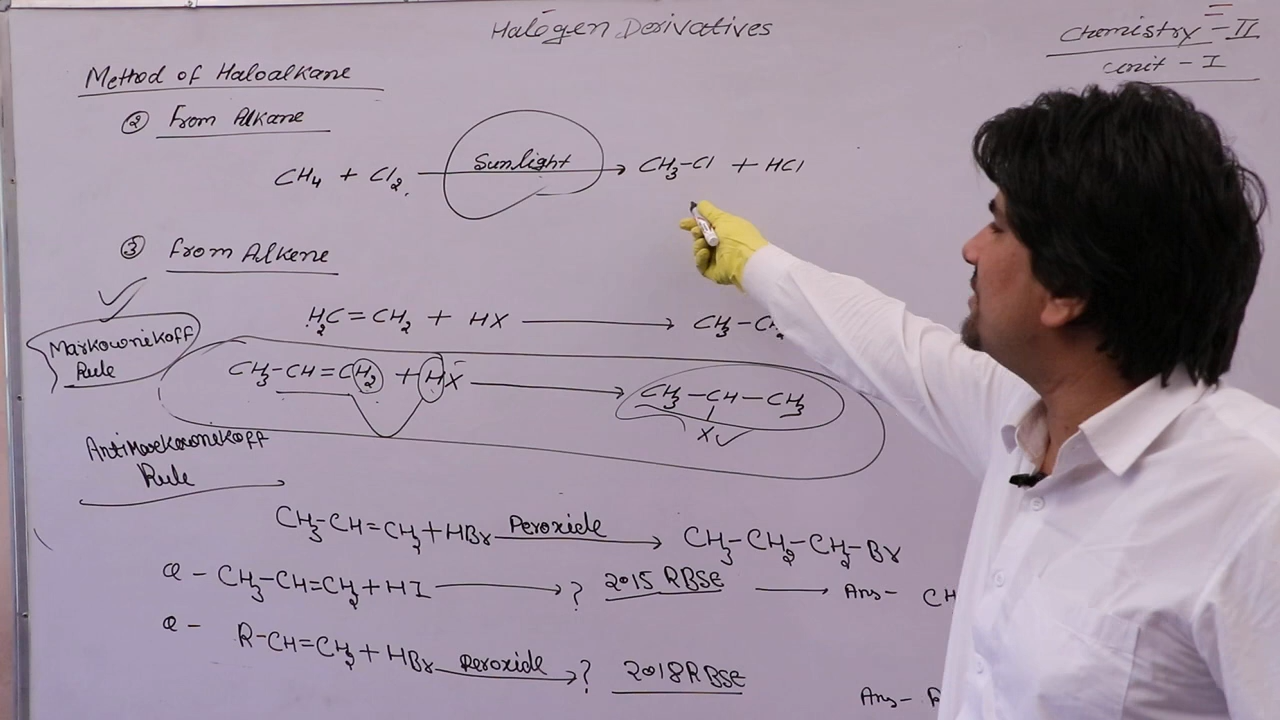 Halogen Derivatives
Chemistry - II
Unit - I
Method of Haloalkane
② From Alkane
CH₄ + Cl₂ Sunlight → CH₃-Cl + HCl
③ From Alkene
H₂C = CH₂ + HX → CH₃ - CH₂
Markownikoff
Rule
CH₃-CH=CH₂ + HX → CH₃-CH-CH₃
X
AntiMarkownikoff
Rule
CH₃-CH=CH₂+HBr Peroxide → CH₃-CH₂-CH₂-Br
Q - CH₃-CH=CH₂+HI → ? 2015 RBSE → Ans- CH
Q -
R-CH=CH₂+HBr Peroxide → ? 2018 RBSE
Ans-